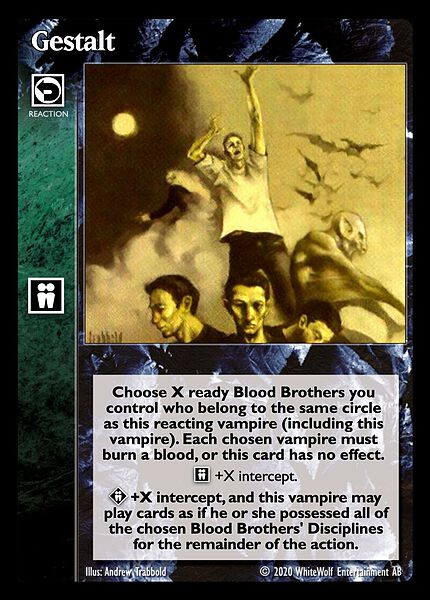 Gestalt
REACTION
Choose X ready Blood Brothers you
control who belong to the same circle
as this reacting vampire (including this
vampire). Each chosen vampire must
burn a blood, or this card has no effect.
+X intercept.
+X intercept, and this vampire may
play cards as if he or she possessed all of
the chosen Blood Brothers' Disciplines
for the remainder of the action.
Illus: Andrew Trabbold
© 2020 WhiteWolf Entertainment AB